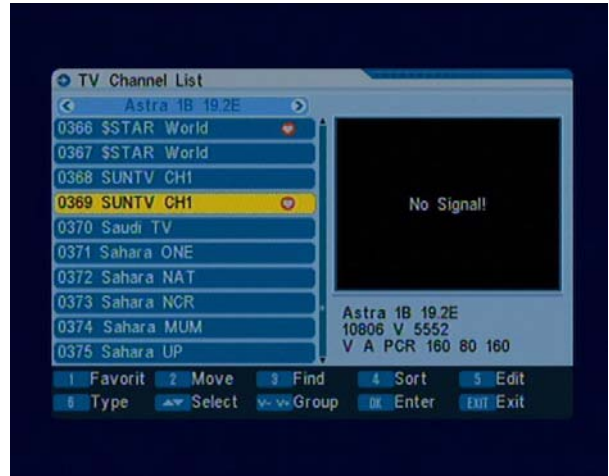 TV Channel List
Astra 1B 19.2E
0366 $STAR World
0367 $STAR World
0368 SUNTV CH1
0369 SUNTV CH1
0370 Saudi TV
0371 Sahara ONE
0372 Sahara NAT
0373 Sahara NCR
0374 Sahara MUM
0375 Sahara UP
No Signal!
Astra 1B 19.2E
10806 V 5552
V A PCR 160 80 160
1 Favorit 2 Move 3 Find 4 Sort 5 Edit
6 Type Select V- V+ Group OK Enter EXIT Exit